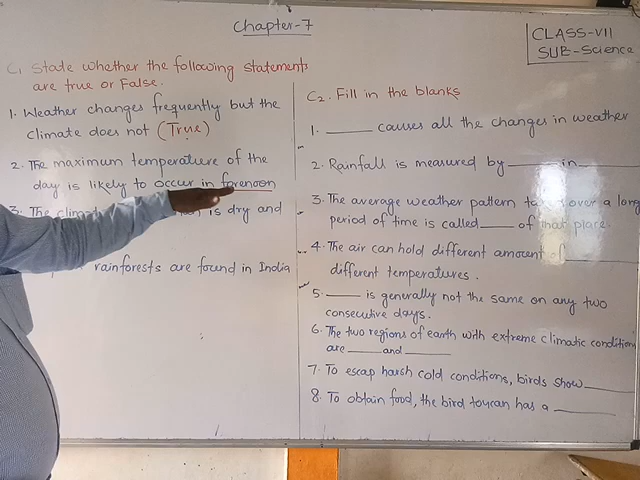 Chapter-7
CLASS-VII
SUB-Science
C1 State whether the following statements
are true or False.
1. Weather changes frequently but the
climate does not (True)
2. The maximum temperature of the
day is likely to occur in forenoon
3. The is dry and
rainforests are found in India
C2. Fill in the blanks
1. ______ causes all the changes in weather
2. Rainfall is measured by ______ in ______
3. The average weather pattern over a long
period of time is called ____ of that place.
4. The air can hold different amount of ______
different temperatures.
5. ____ is generally not the same on any two
consecutive days.
6. The two regions of earth with extreme climatic conditions
are ____ and ____
7. To escap harsh cold conditions, birds show ____
8. To obtain food, the bird toucan has a ____